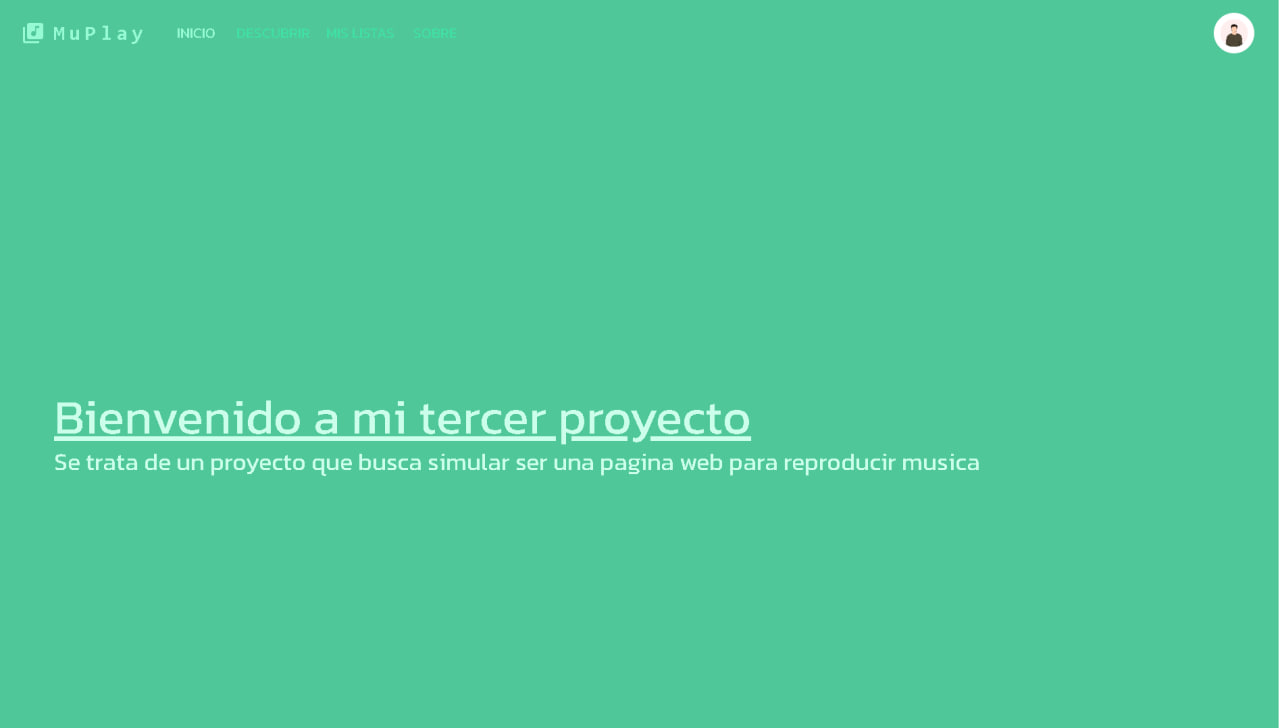 MuPlay INICIO DESCUBRIR MIS LISTAS SOBRE
Bienvenido a mi tercer proyecto
Se trata de un proyecto que busca simular ser una pagina web para reproducir musica